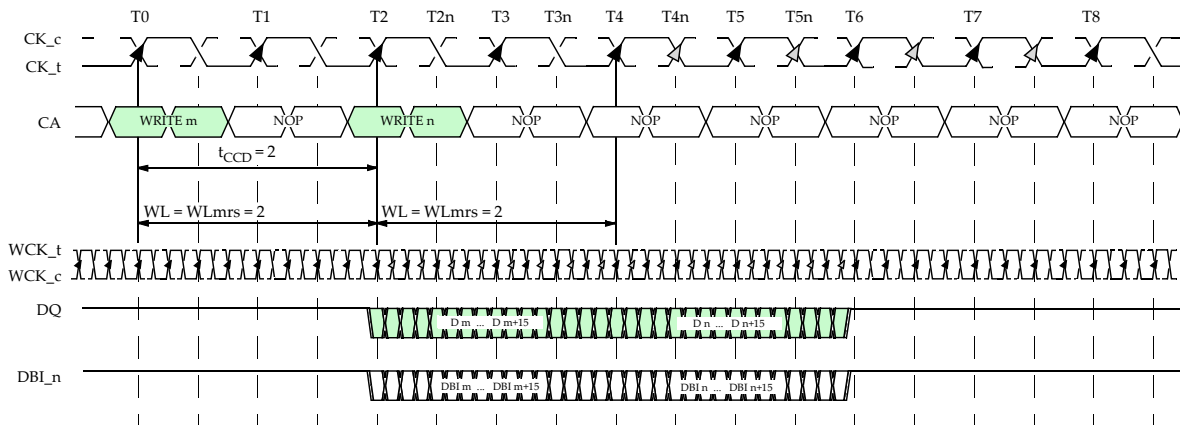 T0 T1 T2 T2n T3 T3n T4 T4n T5 T5n T6 T7 T8
CK_c
CK_t
CA WRITE m NOP WRITE n NOP NOP NOP NOP NOP NOP
tCCD = 2
WL = WLmrs = 2 WL = WLmrs = 2
WCK_t
WCK_c
DQ
D m ... D m+15 D n ... D n+15
DBI_n
DBI m ... DBI m+15 DBI n ... DBI n+15